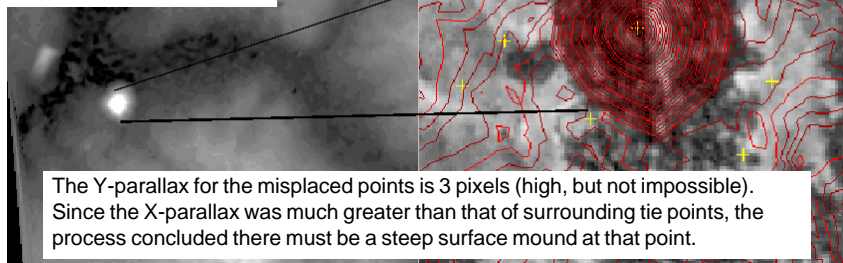 The Y-parallax for the misplaced points is 3 pixels (high, but not impossible).
Since the X-parallax was much greater than that of surrounding tie points, the
process concluded there must be a steep surface mound at that point.